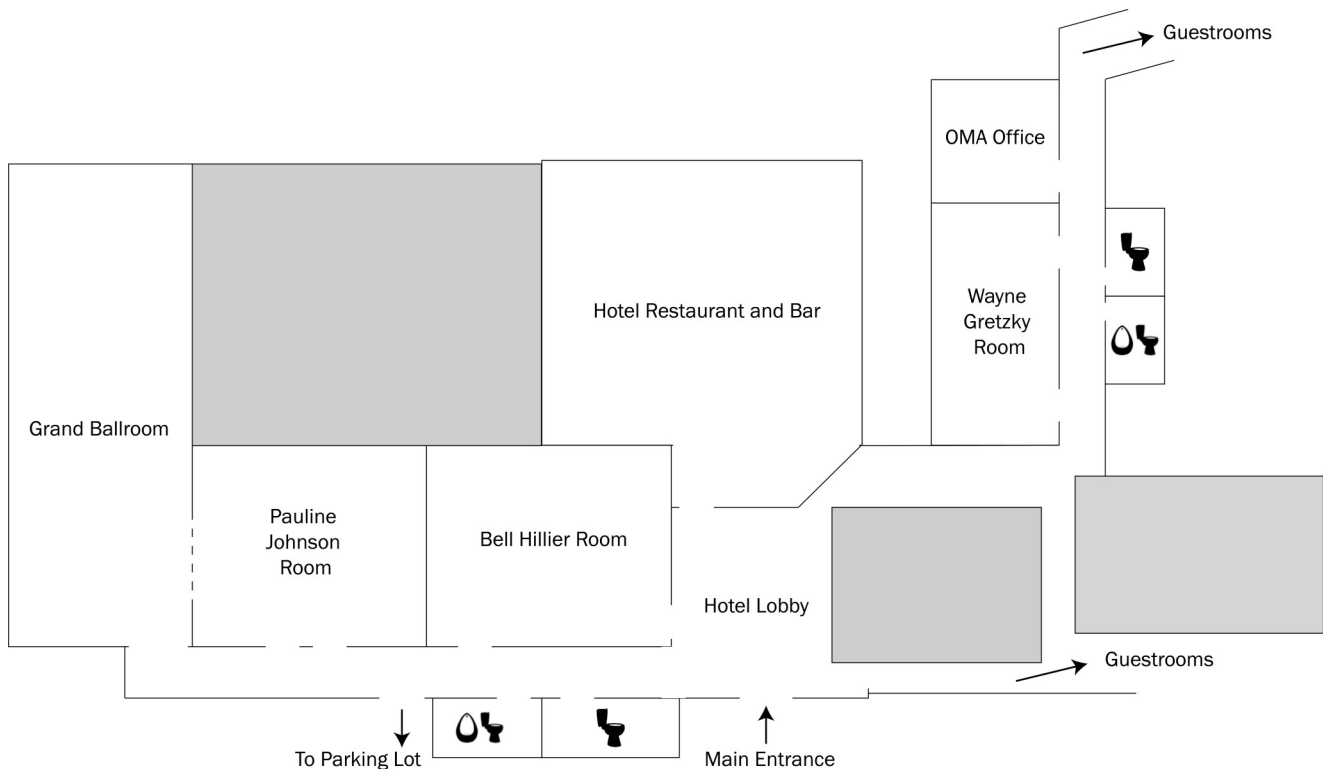 Guestrooms
OMA Office
Hotel Restaurant and Bar
Wayne
Gretzky
Room
Grand Ballroom
Pauline
Johnson
Room
Bell Hillier Room
Hotel Lobby
Guestrooms
To Parking Lot
Main Entrance